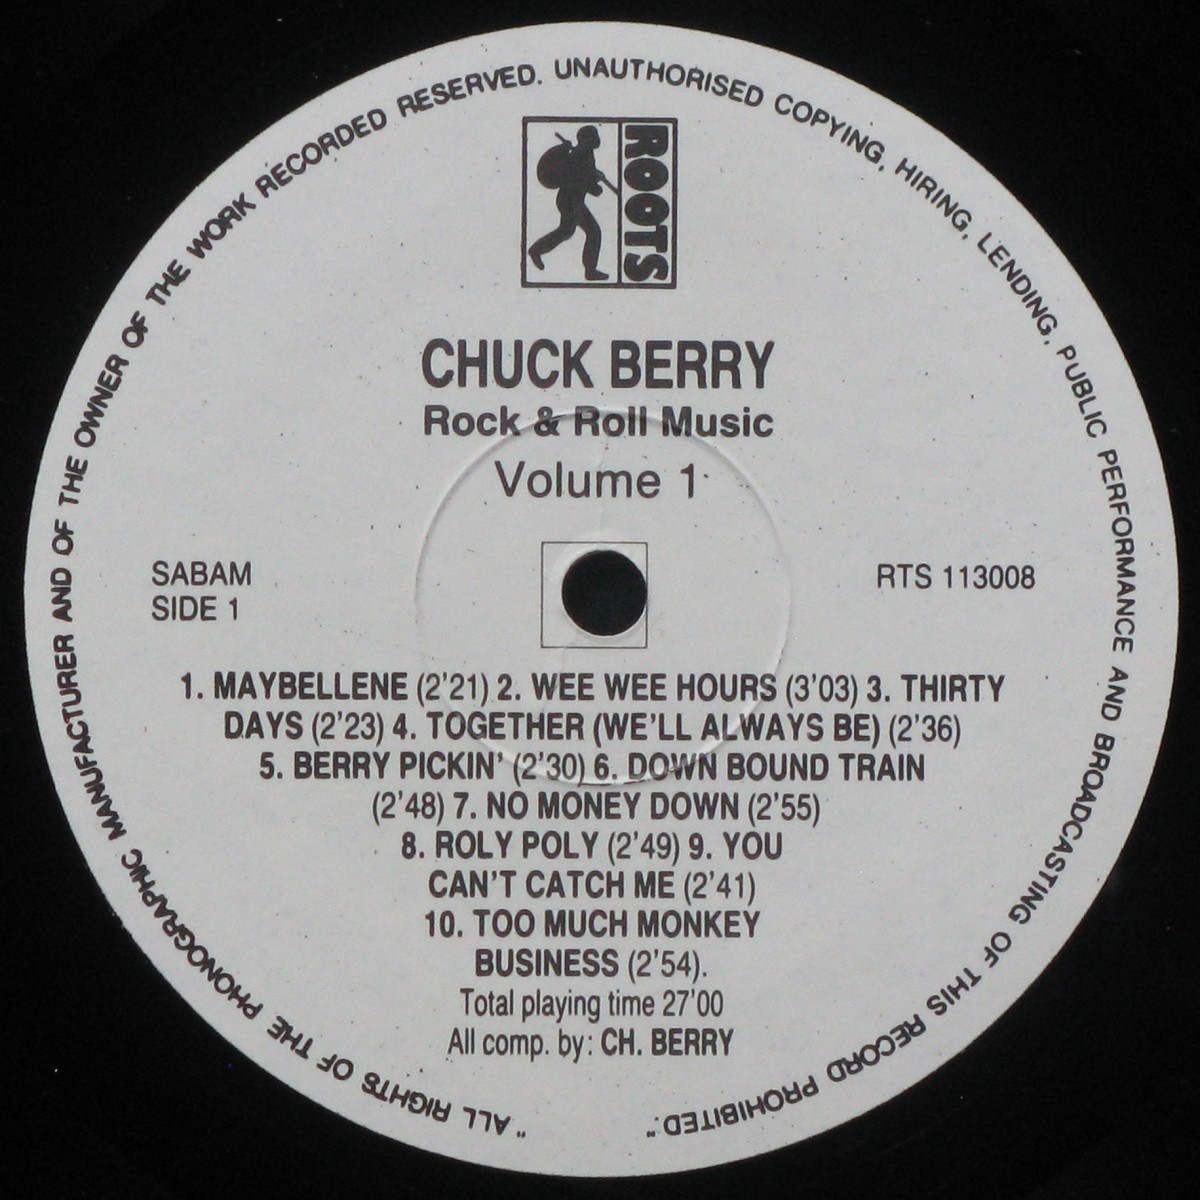 "ALL RIGHTS OF THE PHONOGRAPHIC MANUFACTURER AND OF THE OWNER OF THE WORK RECORDED RESERVED. UNAUTHORISED COPYING, HIRING, LENDING, PUBLIC PERFORMANCE AND BROADCASTING OF THIS RECORD PROHIBITED."
ROOTS
CHUCK BERRY
Rock & Roll Music
Volume 1
SABAM
SIDE 1
RTS 113008
1. MAYBELLENE (2'21) 2. WEE WEE HOURS (3'03) 3. THIRTY
DAYS (2'23) 4. TOGETHER (WE'LL ALWAYS BE) (2'36)
5. BERRY PICKIN' (2'30) 6. DOWN BOUND TRAIN
(2'48) 7. NO MONEY DOWN (2'55)
8. ROLY POLY (2'49) 9. YOU
CAN'T CATCH ME (2'41)
10. TOO MUCH MONKEY
BUSINESS (2'54).
Total playing time 27'00
All comp. by: CH. BERRY